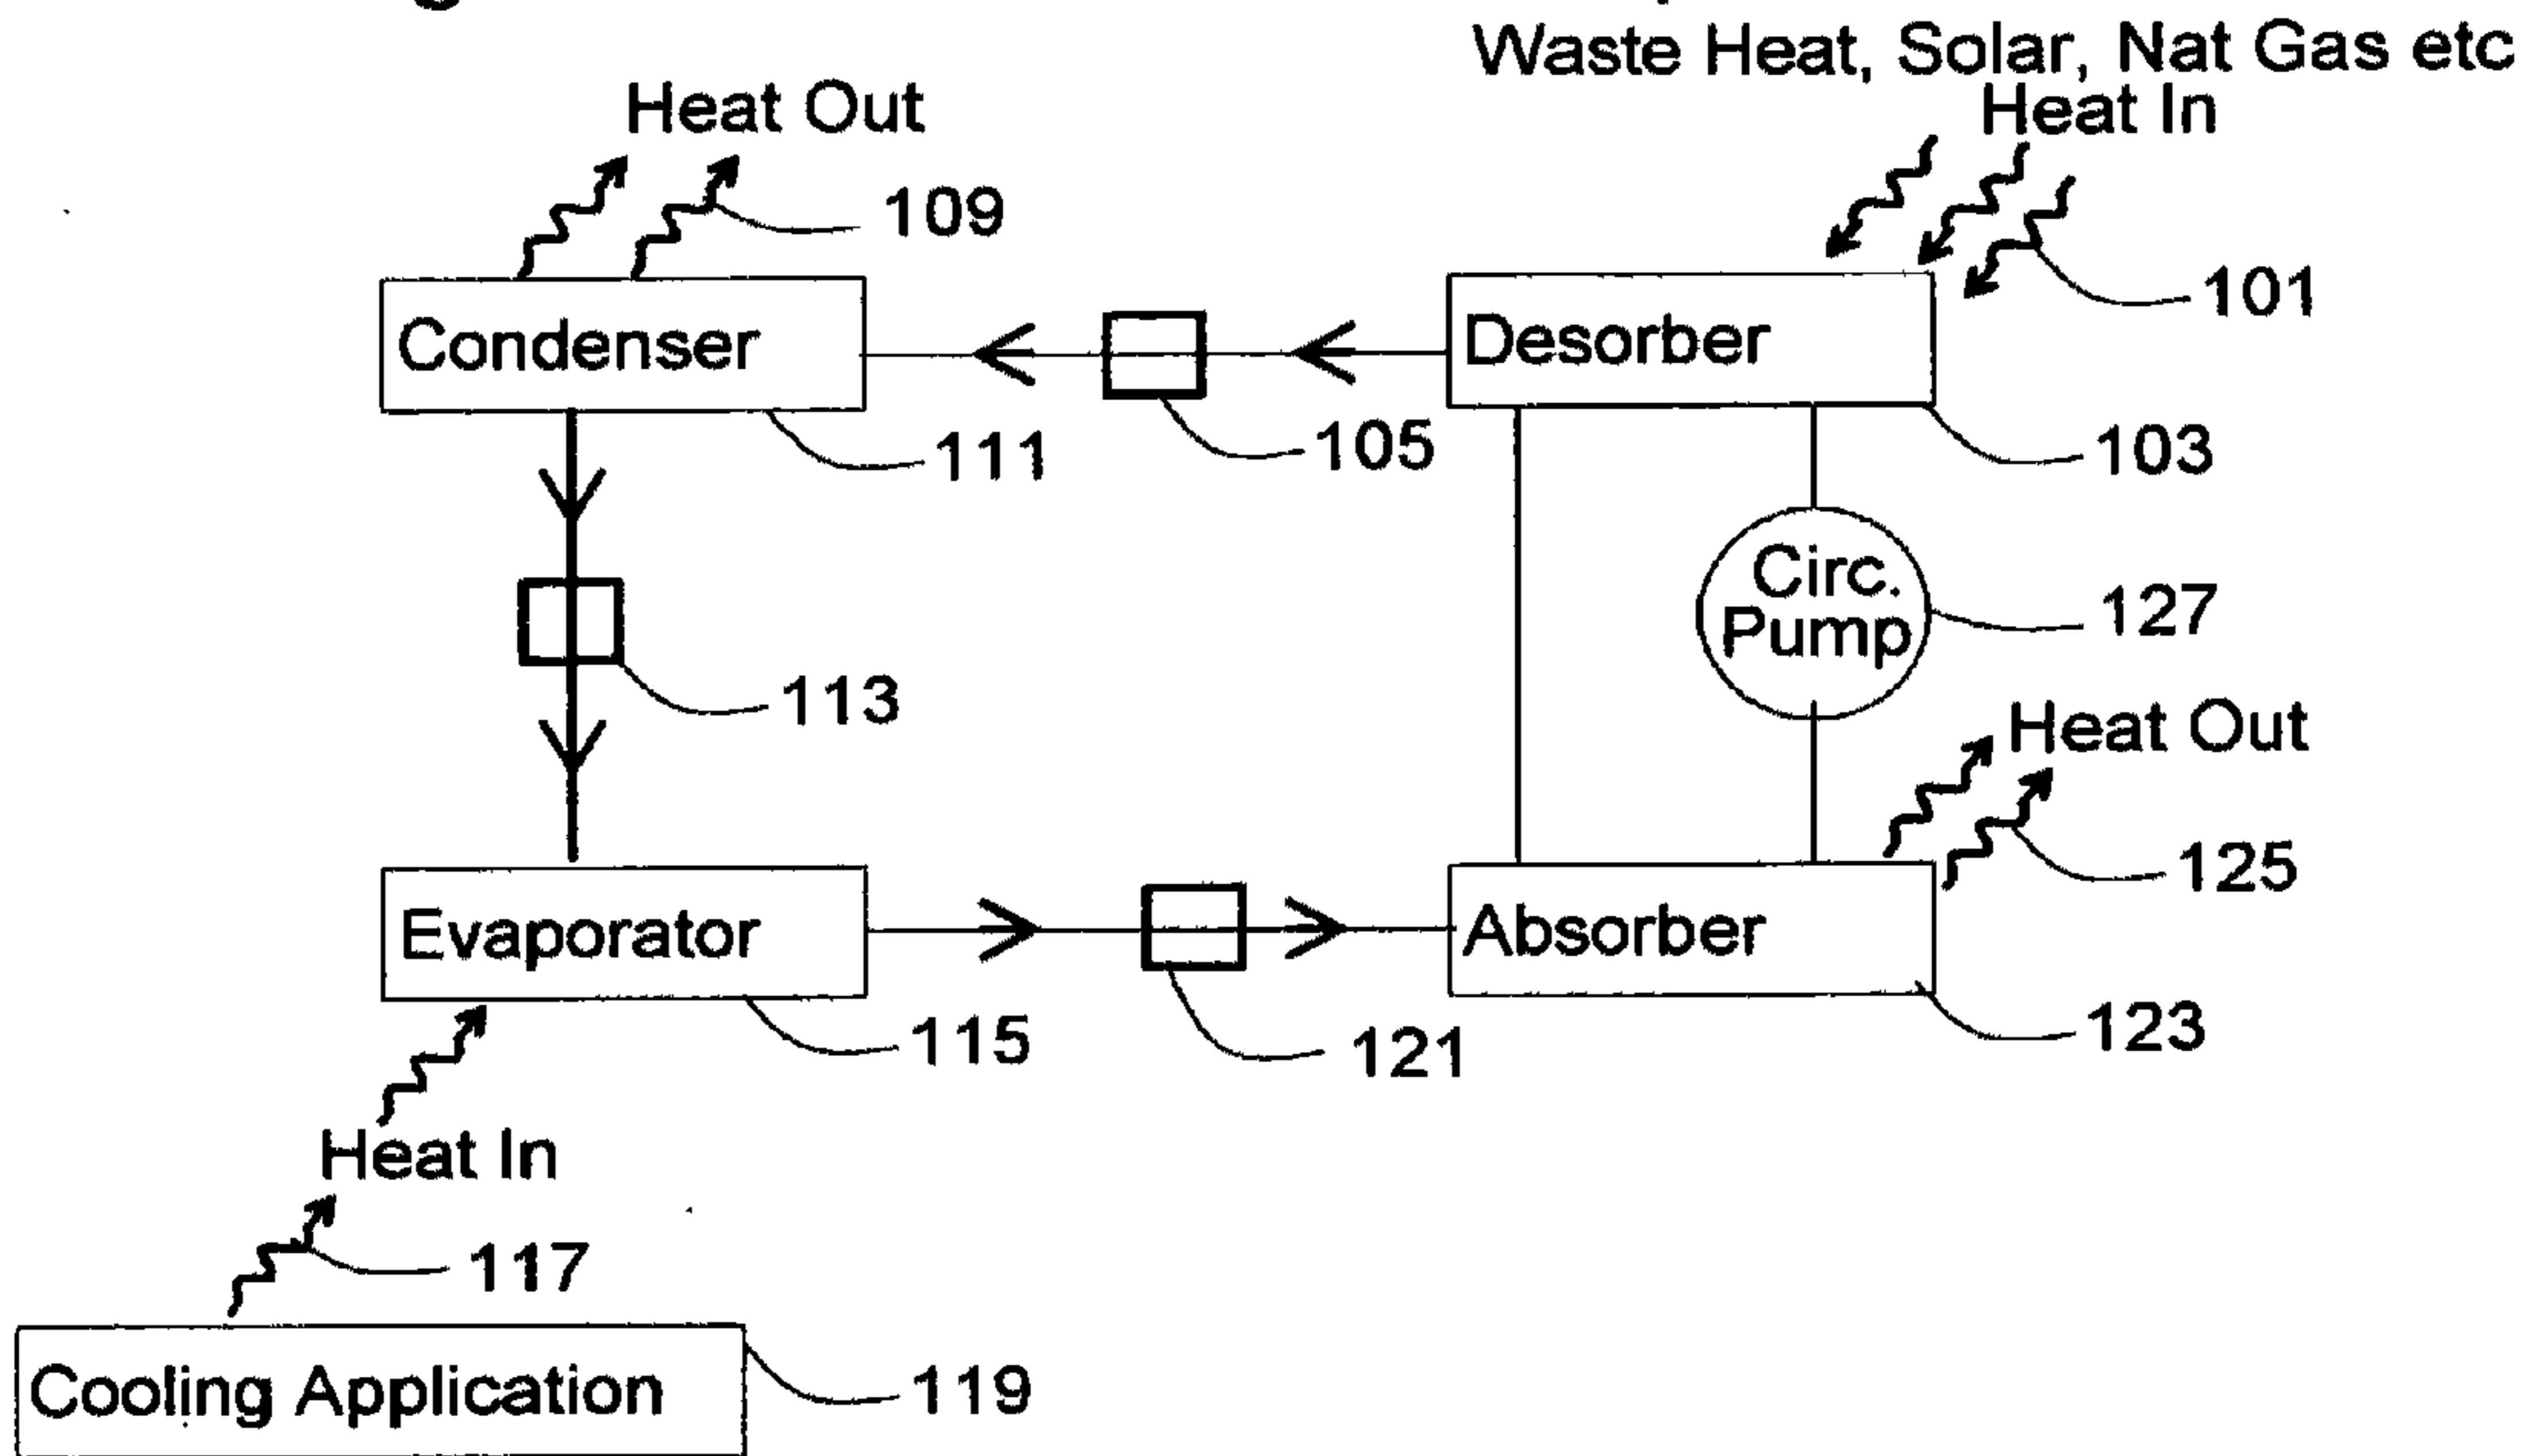 Waste Heat, Solar, Nat Gas etc
Heat Out
Heat In
109
101
Condenser
Desorber
111
105
103
Circ.
Pump
127
113
Heat Out
125
Evaporator
Absorber
115
121
123
Heat In
117
Cooling Application
119